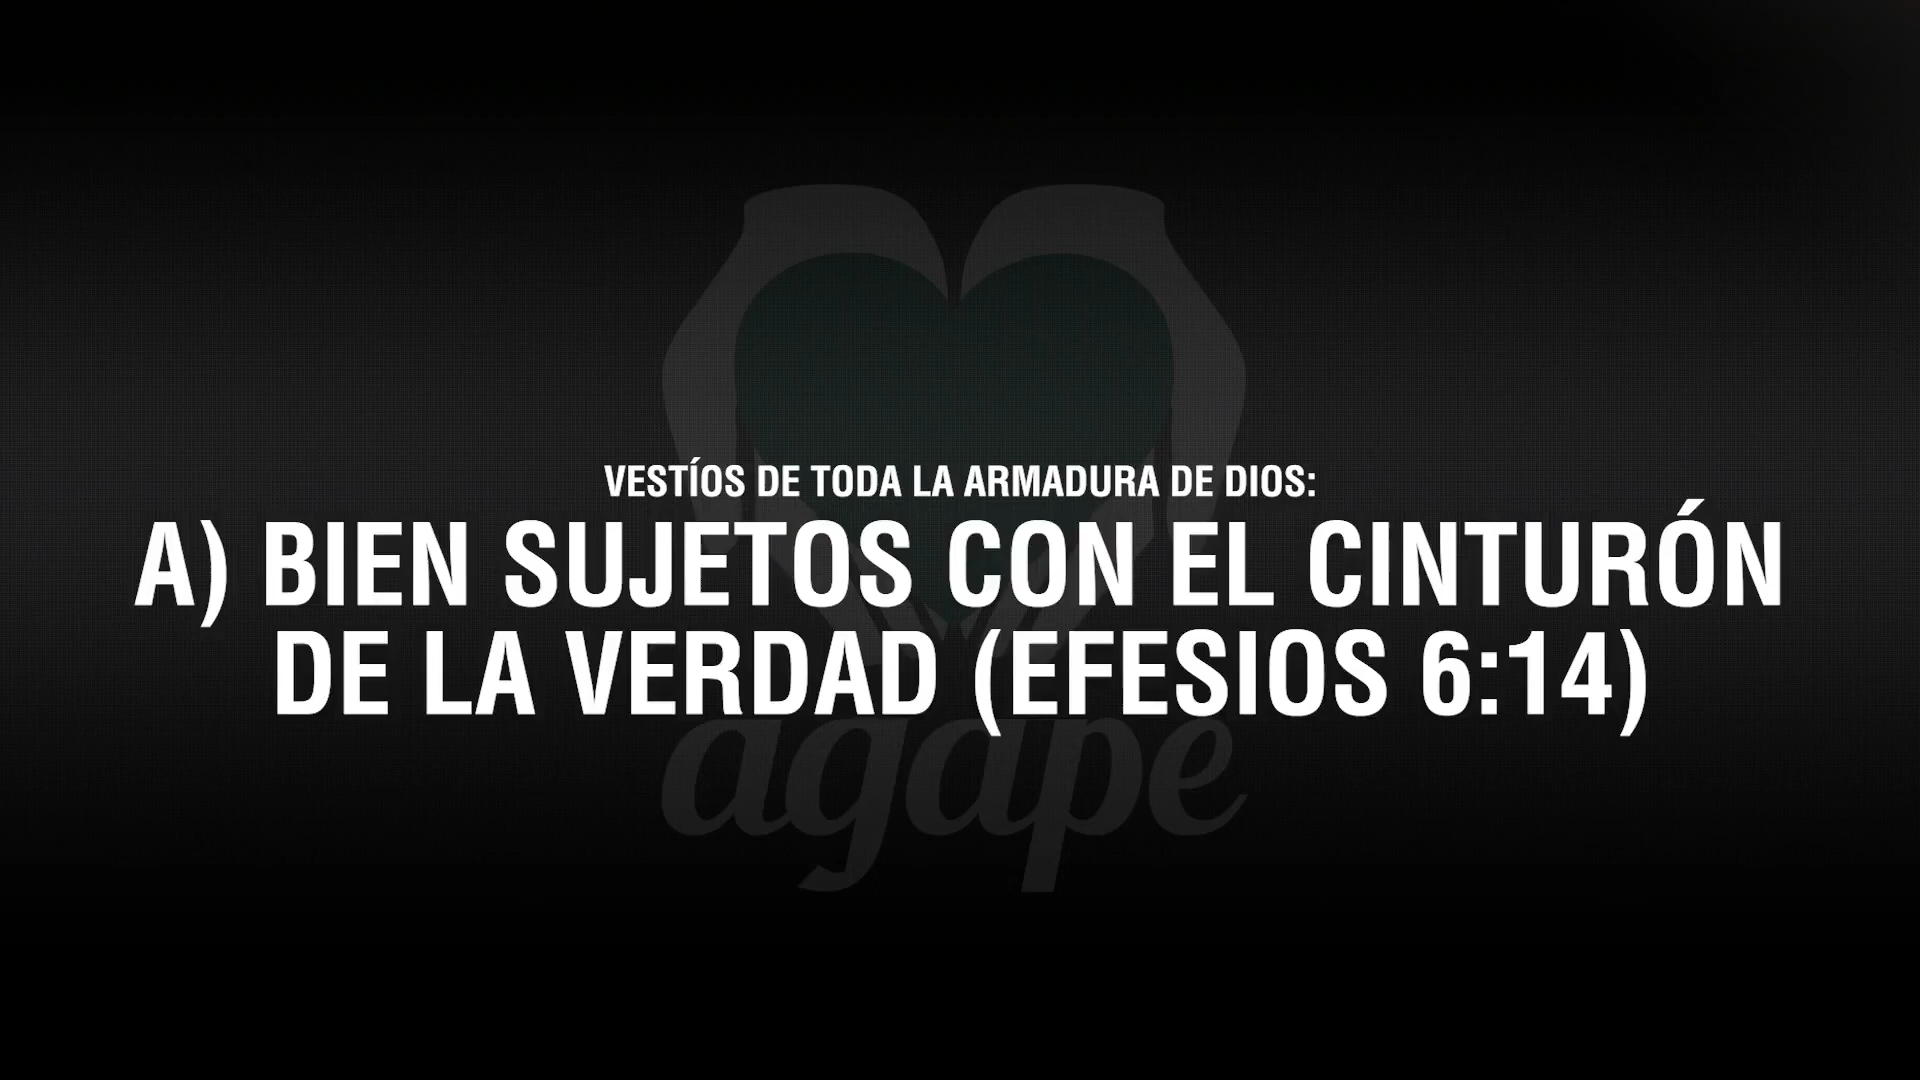 VESTÍOS DE TODA LA ARMADURA DE DIOS:
A) BIEN SUJETOS CON EL CINTURÓN
DE LA VERDAD (EFESIOS 6:14)
agape